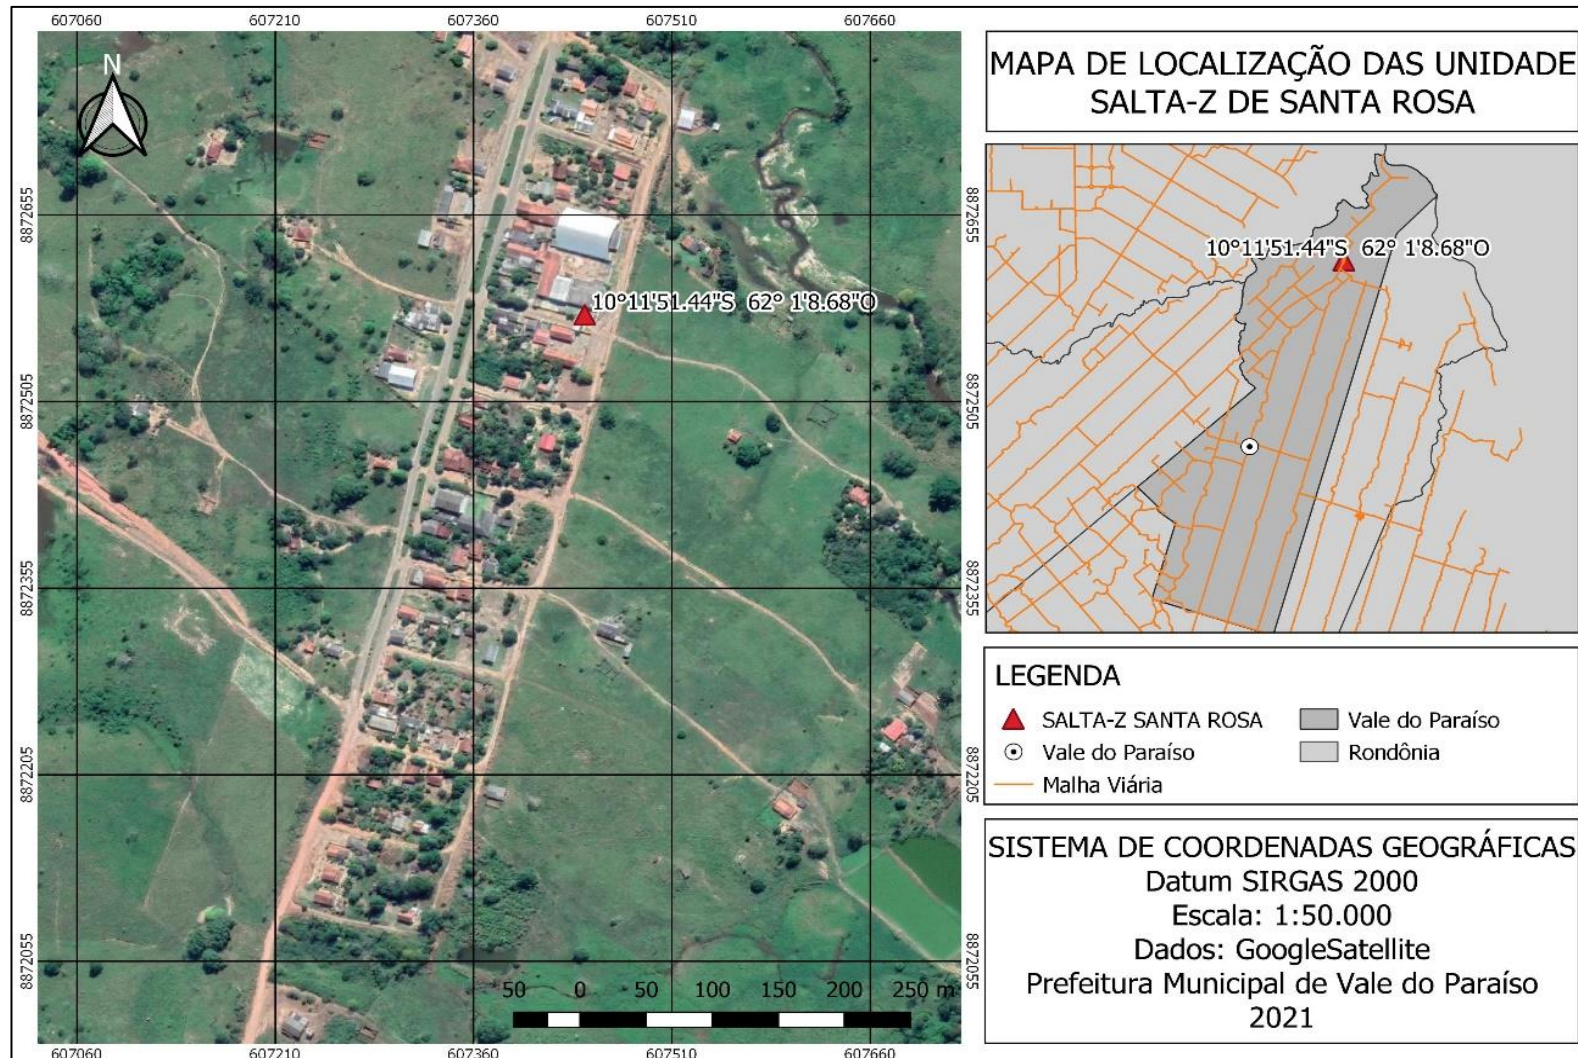 607060 607210 607360 607510 607660
N
8872655
8872505
8872355
8872205
8872055
10°11'51.44"S 62° 1'8.68"O
50 0 50 100 150 200 250 m
8872655
8872505
8872355
8872205
8872055
607060 607210 607360 607510 607660
MAPA DE LOCALIZAÇÃO DAS UNIDADE
SALTA-Z DE SANTA ROSA
10°11'51.44"S 62° 1'8.68"O
LEGENDA
SALTA-Z SANTA ROSA
Vale do Paraíso
Vale do Paraíso
Rondônia
Malha Viária
SISTEMA DE COORDENADAS GEOGRÁFICAS
Datum SIRGAS 2000
Escala: 1:50.000
Dados: GoogleSatellite
Prefeitura Municipal de Vale do Paraíso
2021